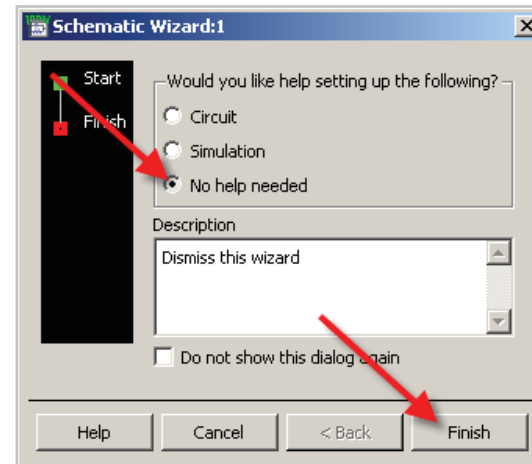 Schematic Wizard:1
Start
Finish
Would you like help setting up the following?
Circuit
Simulation
No help needed
Description
Dismiss this wizard
Do not show this dialog again
Help
Cancel
< Back
Finish